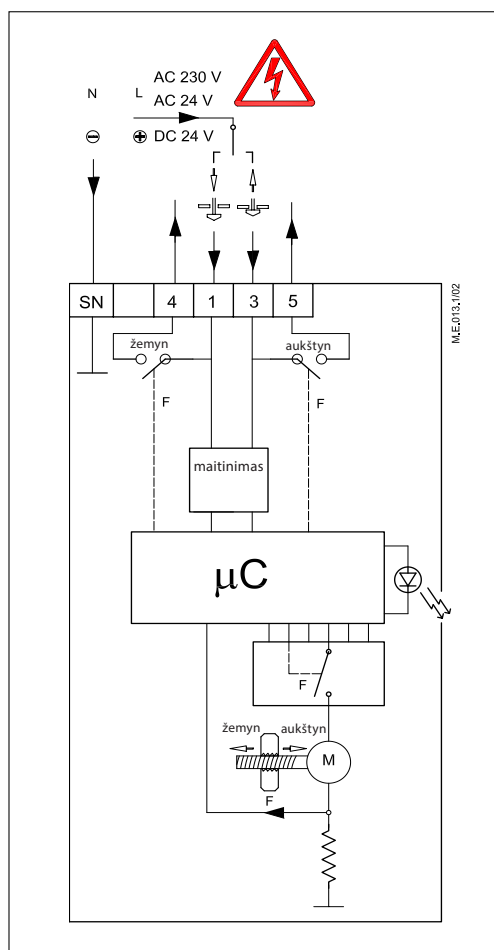 AC 230 V
N L AC 24 V
⊖ ⊕ DC 24 V
SN 4 1 3 5
M.E.013.1/02
žemyn aukštyn
F F
maitinimas
µC
F
žemyn aukštyn
M
F